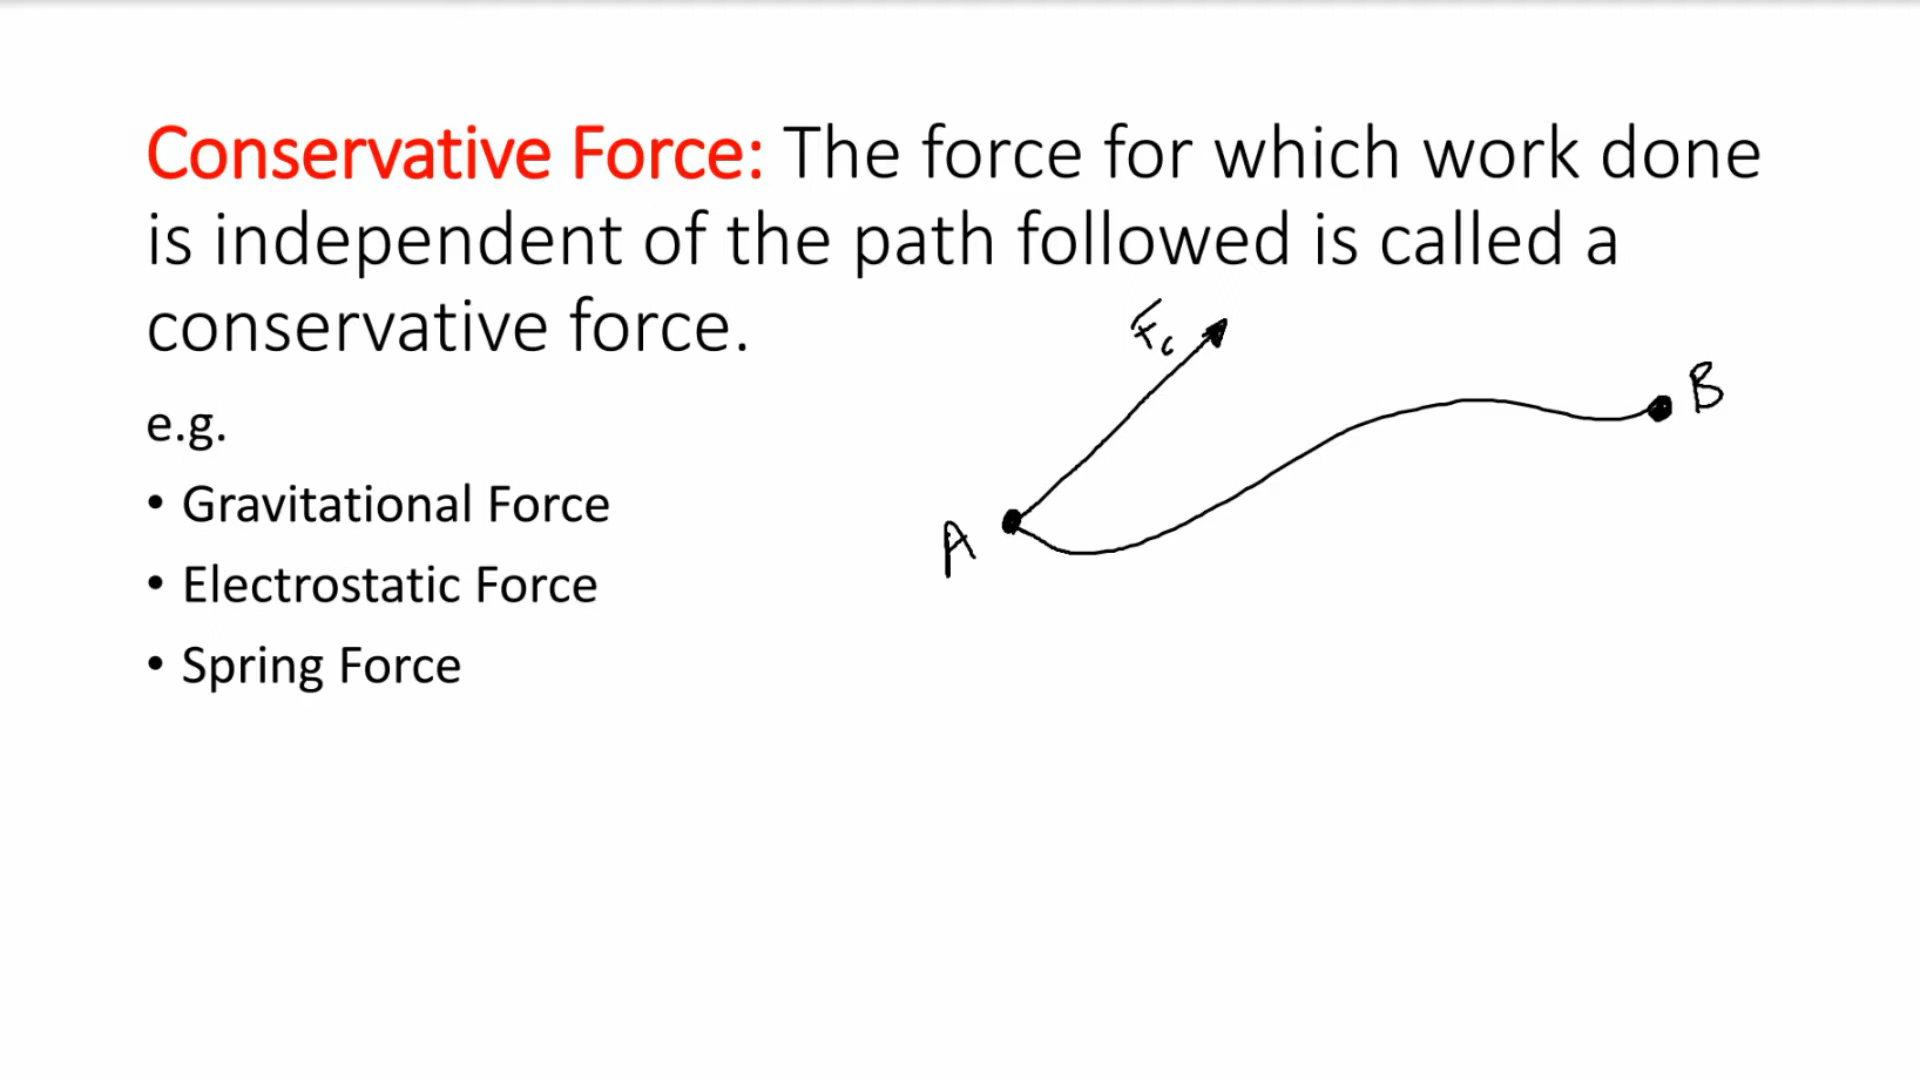 Conservative Force: The force for which work done
is independent of the path followed is called a
conservative force.
e.g.
• Gravitational Force
• Electrostatic Force
• Spring Force
Fc
B
A